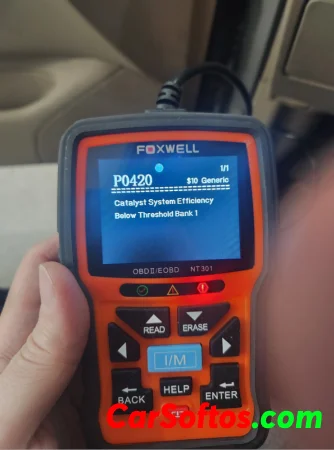 FOXWELL
1/1
P0420 $10 Generic
Catalyst System Efficiency
Below Threshold Bank 1
OBDII/EOBD NT301
READ ERASE
I/M
BACK HELP ENTER
CarSoftos.com